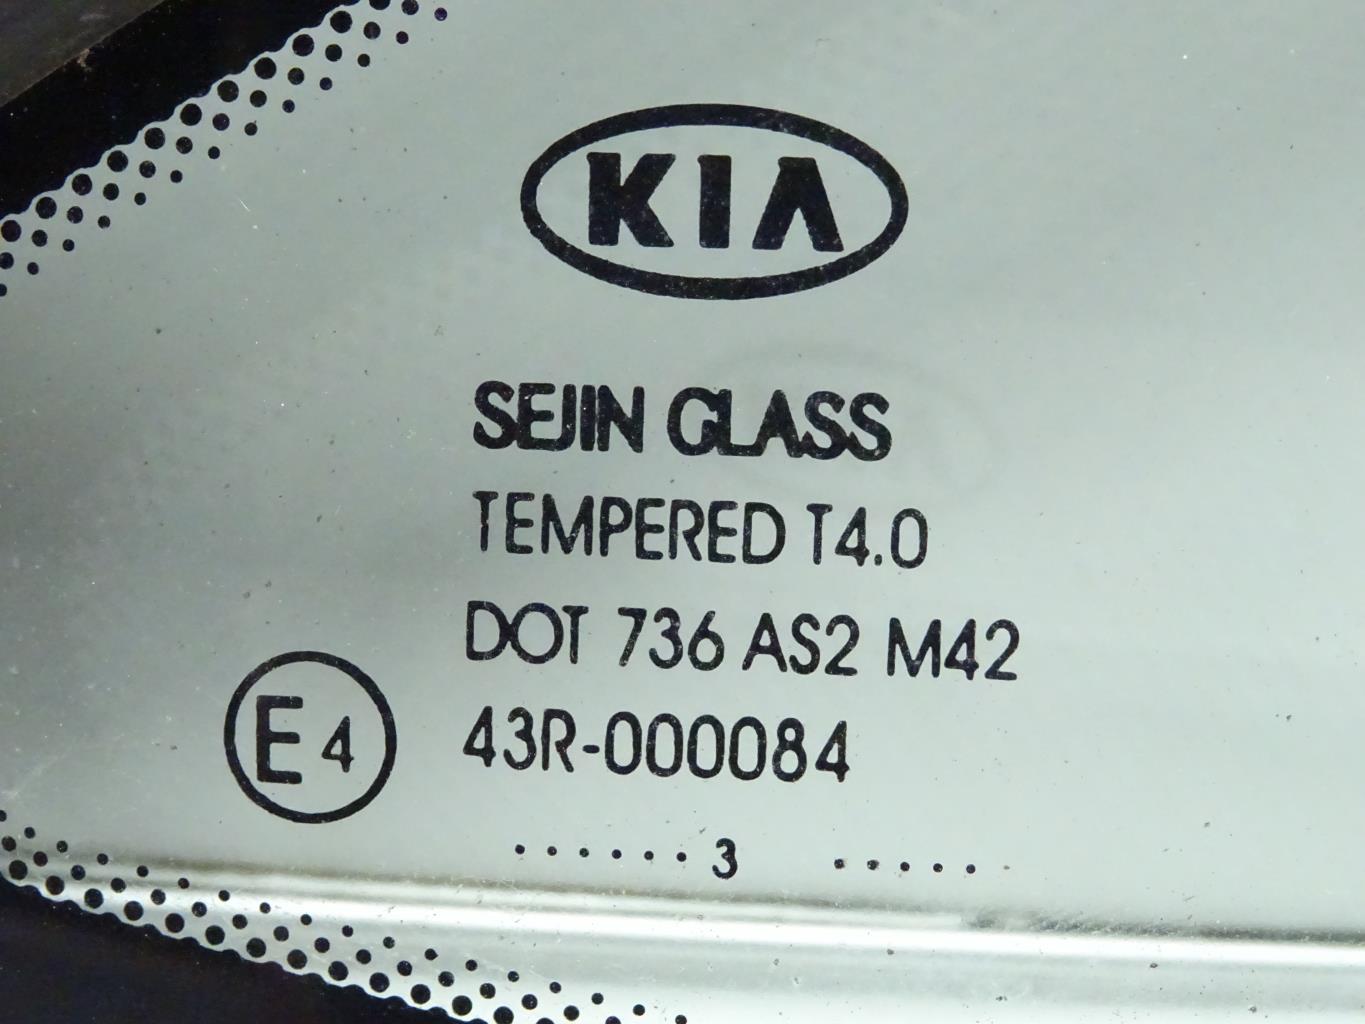 KIA
SEJIN GLASS
TEMPERED T4.0
DOT 736 AS2 M42
E4 43R-000084
......3 .....